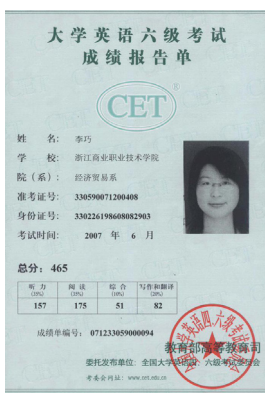 大学英语六级考试
成绩报告单
CET
姓 名: 李巧
学 校: 浙江商业职业技术学院
院（系）: 经济贸易系
准考证号: 330590071200408
身份证号: 330226198608082903
考试时间: 2007 年 6 月
总分: 465
听 力 阅 读 综 合 写作和翻译
(35%) (35%) (10%) (20%)
157 175 51 82
成绩单编号: 071233059000094
教育部高等教育司
委托发布单位: 全国大学英语四、六级考试委员会
考委会网址: www.cet.edu.cn